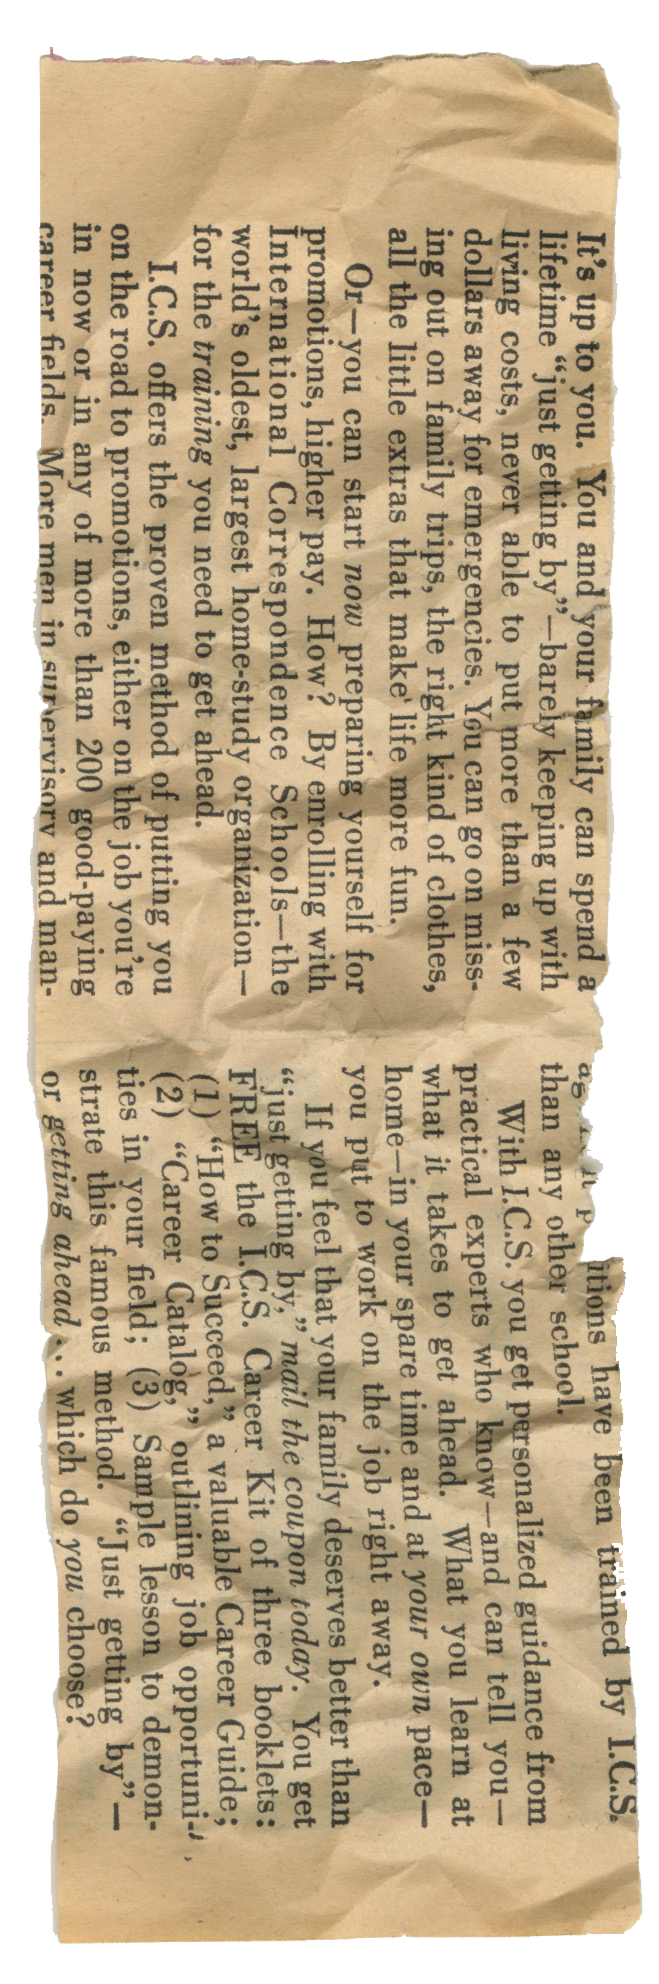 It's up to you. You and your family can spend a
lifetime “just getting by”—barely keeping up with
living costs, never able to put more than a few
dollars away for emergencies. You can go on miss-
ing out on family trips, the right kind of clothes,
all the little extras that make life more fun.
Or—you can start now preparing yourself for
promotions, higher pay. How? By enrolling with
International Correspondence Schools—the
world's oldest, largest home-study organization—
for the training you need to get ahead.
I.C.S. offers the proven method of putting you
on the road to promotions, either on the job you're
in now or in any of more than 200 good-paying
career fields. More men in supervisory and man-
itions have been trained by I.C.S.
than any other school.
With I.C.S. you get personalized guidance from
practical experts who know—and can tell you—
what it takes to get ahead. What you learn at
home—in your spare time and at your own pace—
you put to work on the job right away.
If you feel that your family deserves better than
“just getting by,” mail the coupon today. You get
FREE the I.C.S. Career Kit of three booklets:
(1) “How to Succeed,” a valuable Career Guide;
(2) “Career Catalog,” outlining job opportuni-
ties in your field; (3) Sample lesson to demon-
strate this famous method. “Just getting by”—
or getting ahead ... which do you choose?